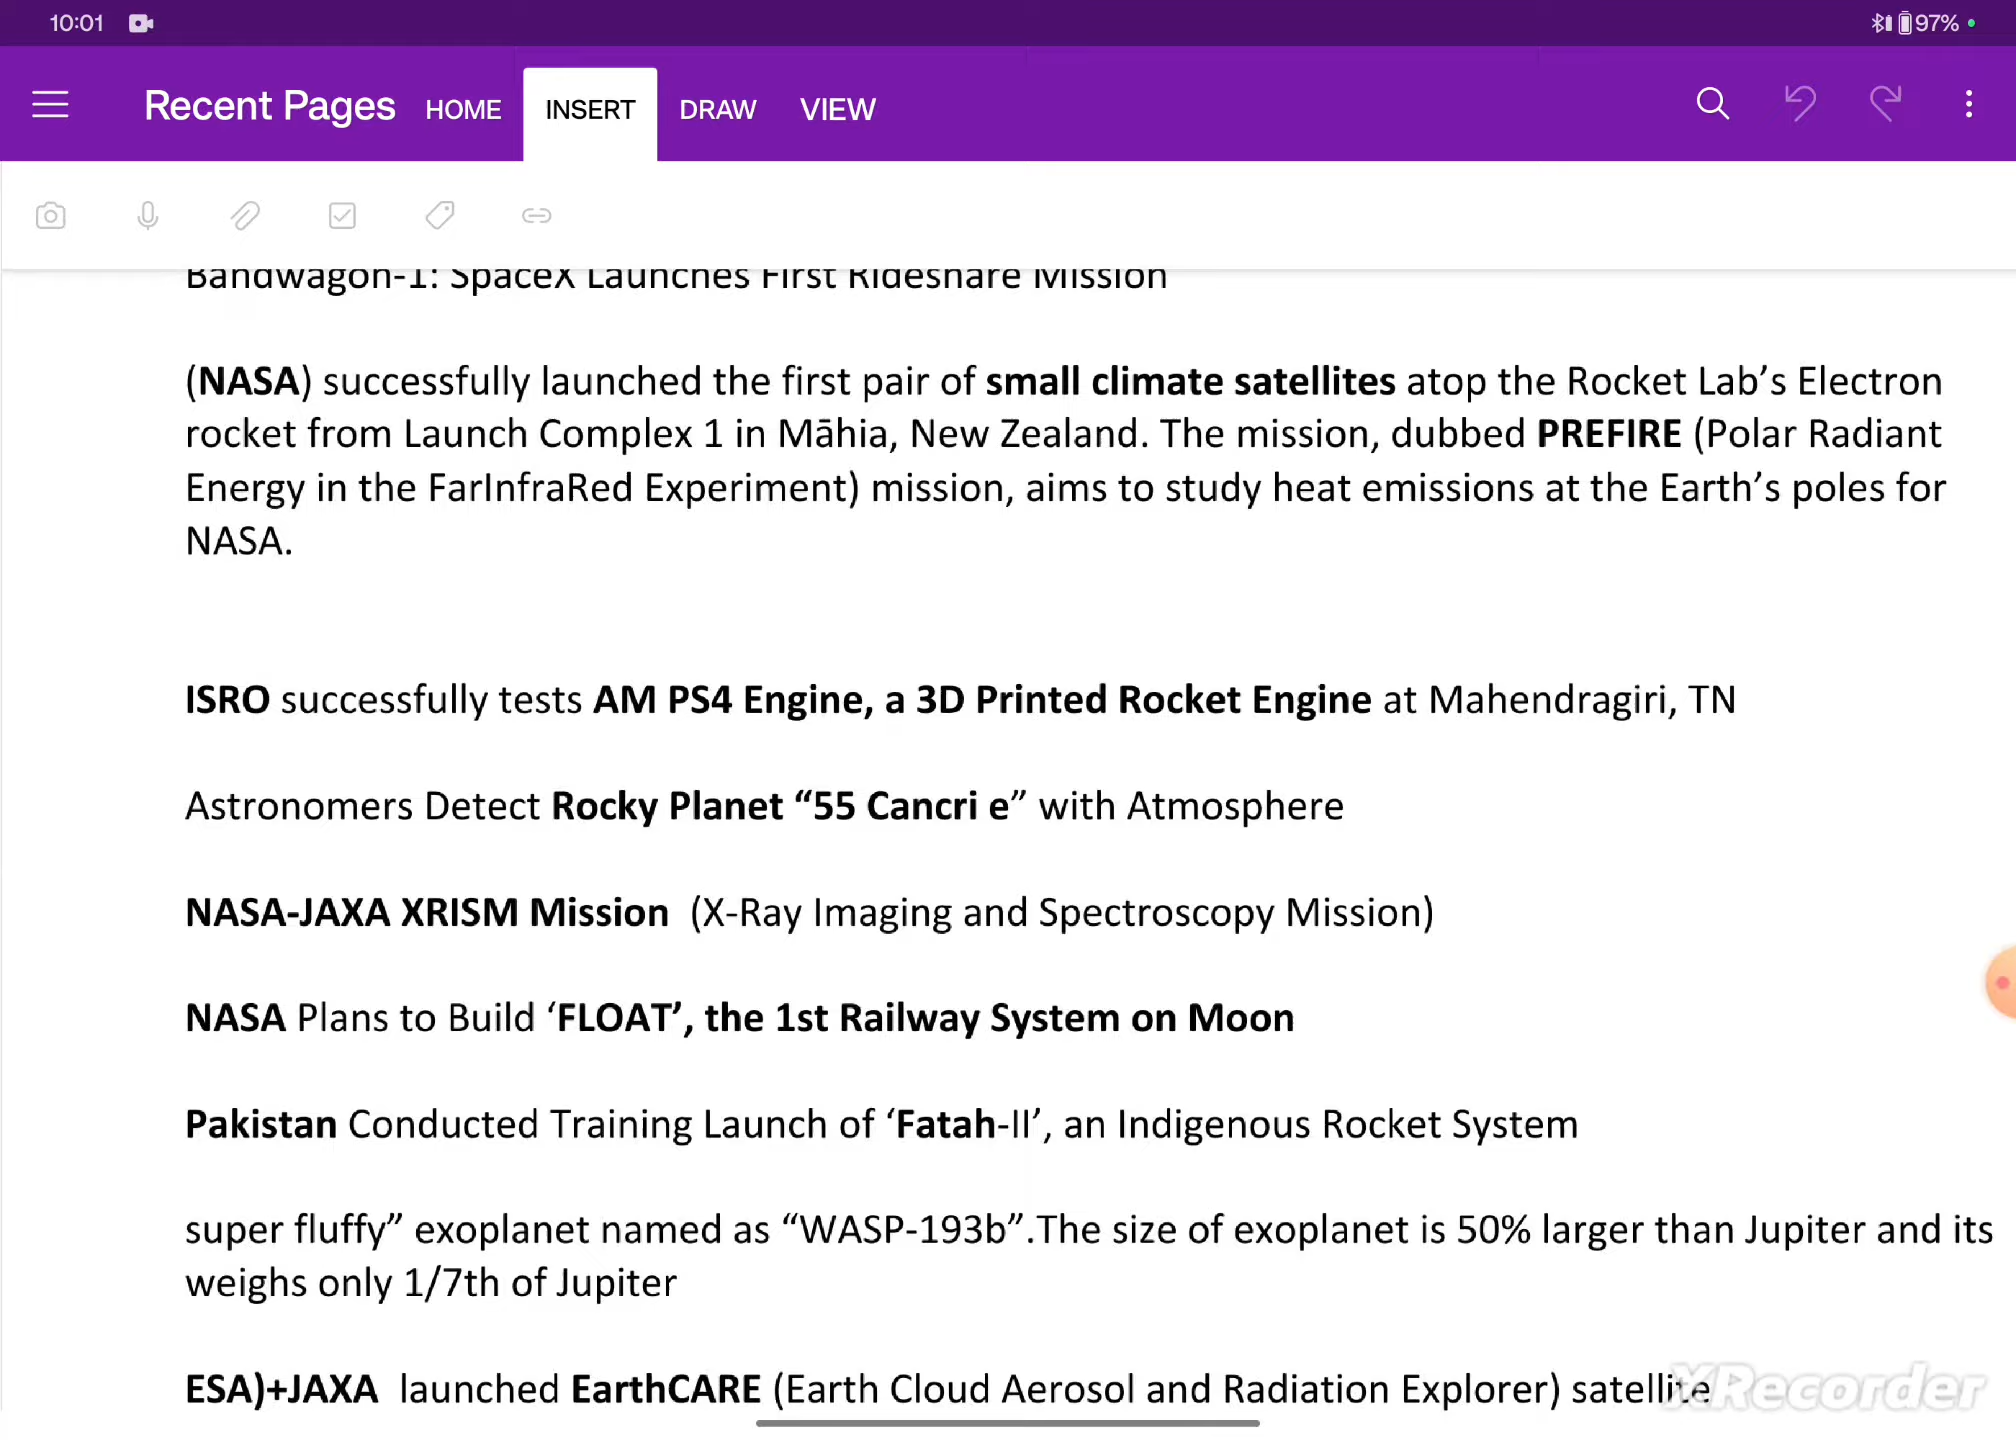 10:01
97%
Recent Pages HOME INSERT DRAW VIEW
Bandwagon-1: SpaceX Launches First Rideshare Mission
(NASA) successfully launched the first pair of small climate satellites atop the Rocket Lab’s Electron
rocket from Launch Complex 1 in Māhia, New Zealand. The mission, dubbed PREFIRE (Polar Radiant
Energy in the FarInfraRed Experiment) mission, aims to study heat emissions at the Earth’s poles for
NASA.
ISRO successfully tests AM PS4 Engine, a 3D Printed Rocket Engine at Mahendragiri, TN
Astronomers Detect Rocky Planet “55 Cancri e” with Atmosphere
NASA-JAXA XRISM Mission (X-Ray Imaging and Spectroscopy Mission)
NASA Plans to Build ‘FLOAT’, the 1st Railway System on Moon
Pakistan Conducted Training Launch of ‘Fatah-II’, an Indigenous Rocket System
super fluffy” exoplanet named as “WASP-193b”.The size of exoplanet is 50% larger than Jupiter and its
weighs only 1/7th of Jupiter
ESA)+JAXA launched EarthCARE (Earth Cloud Aerosol and Radiation Explorer) satellite
XRecorder